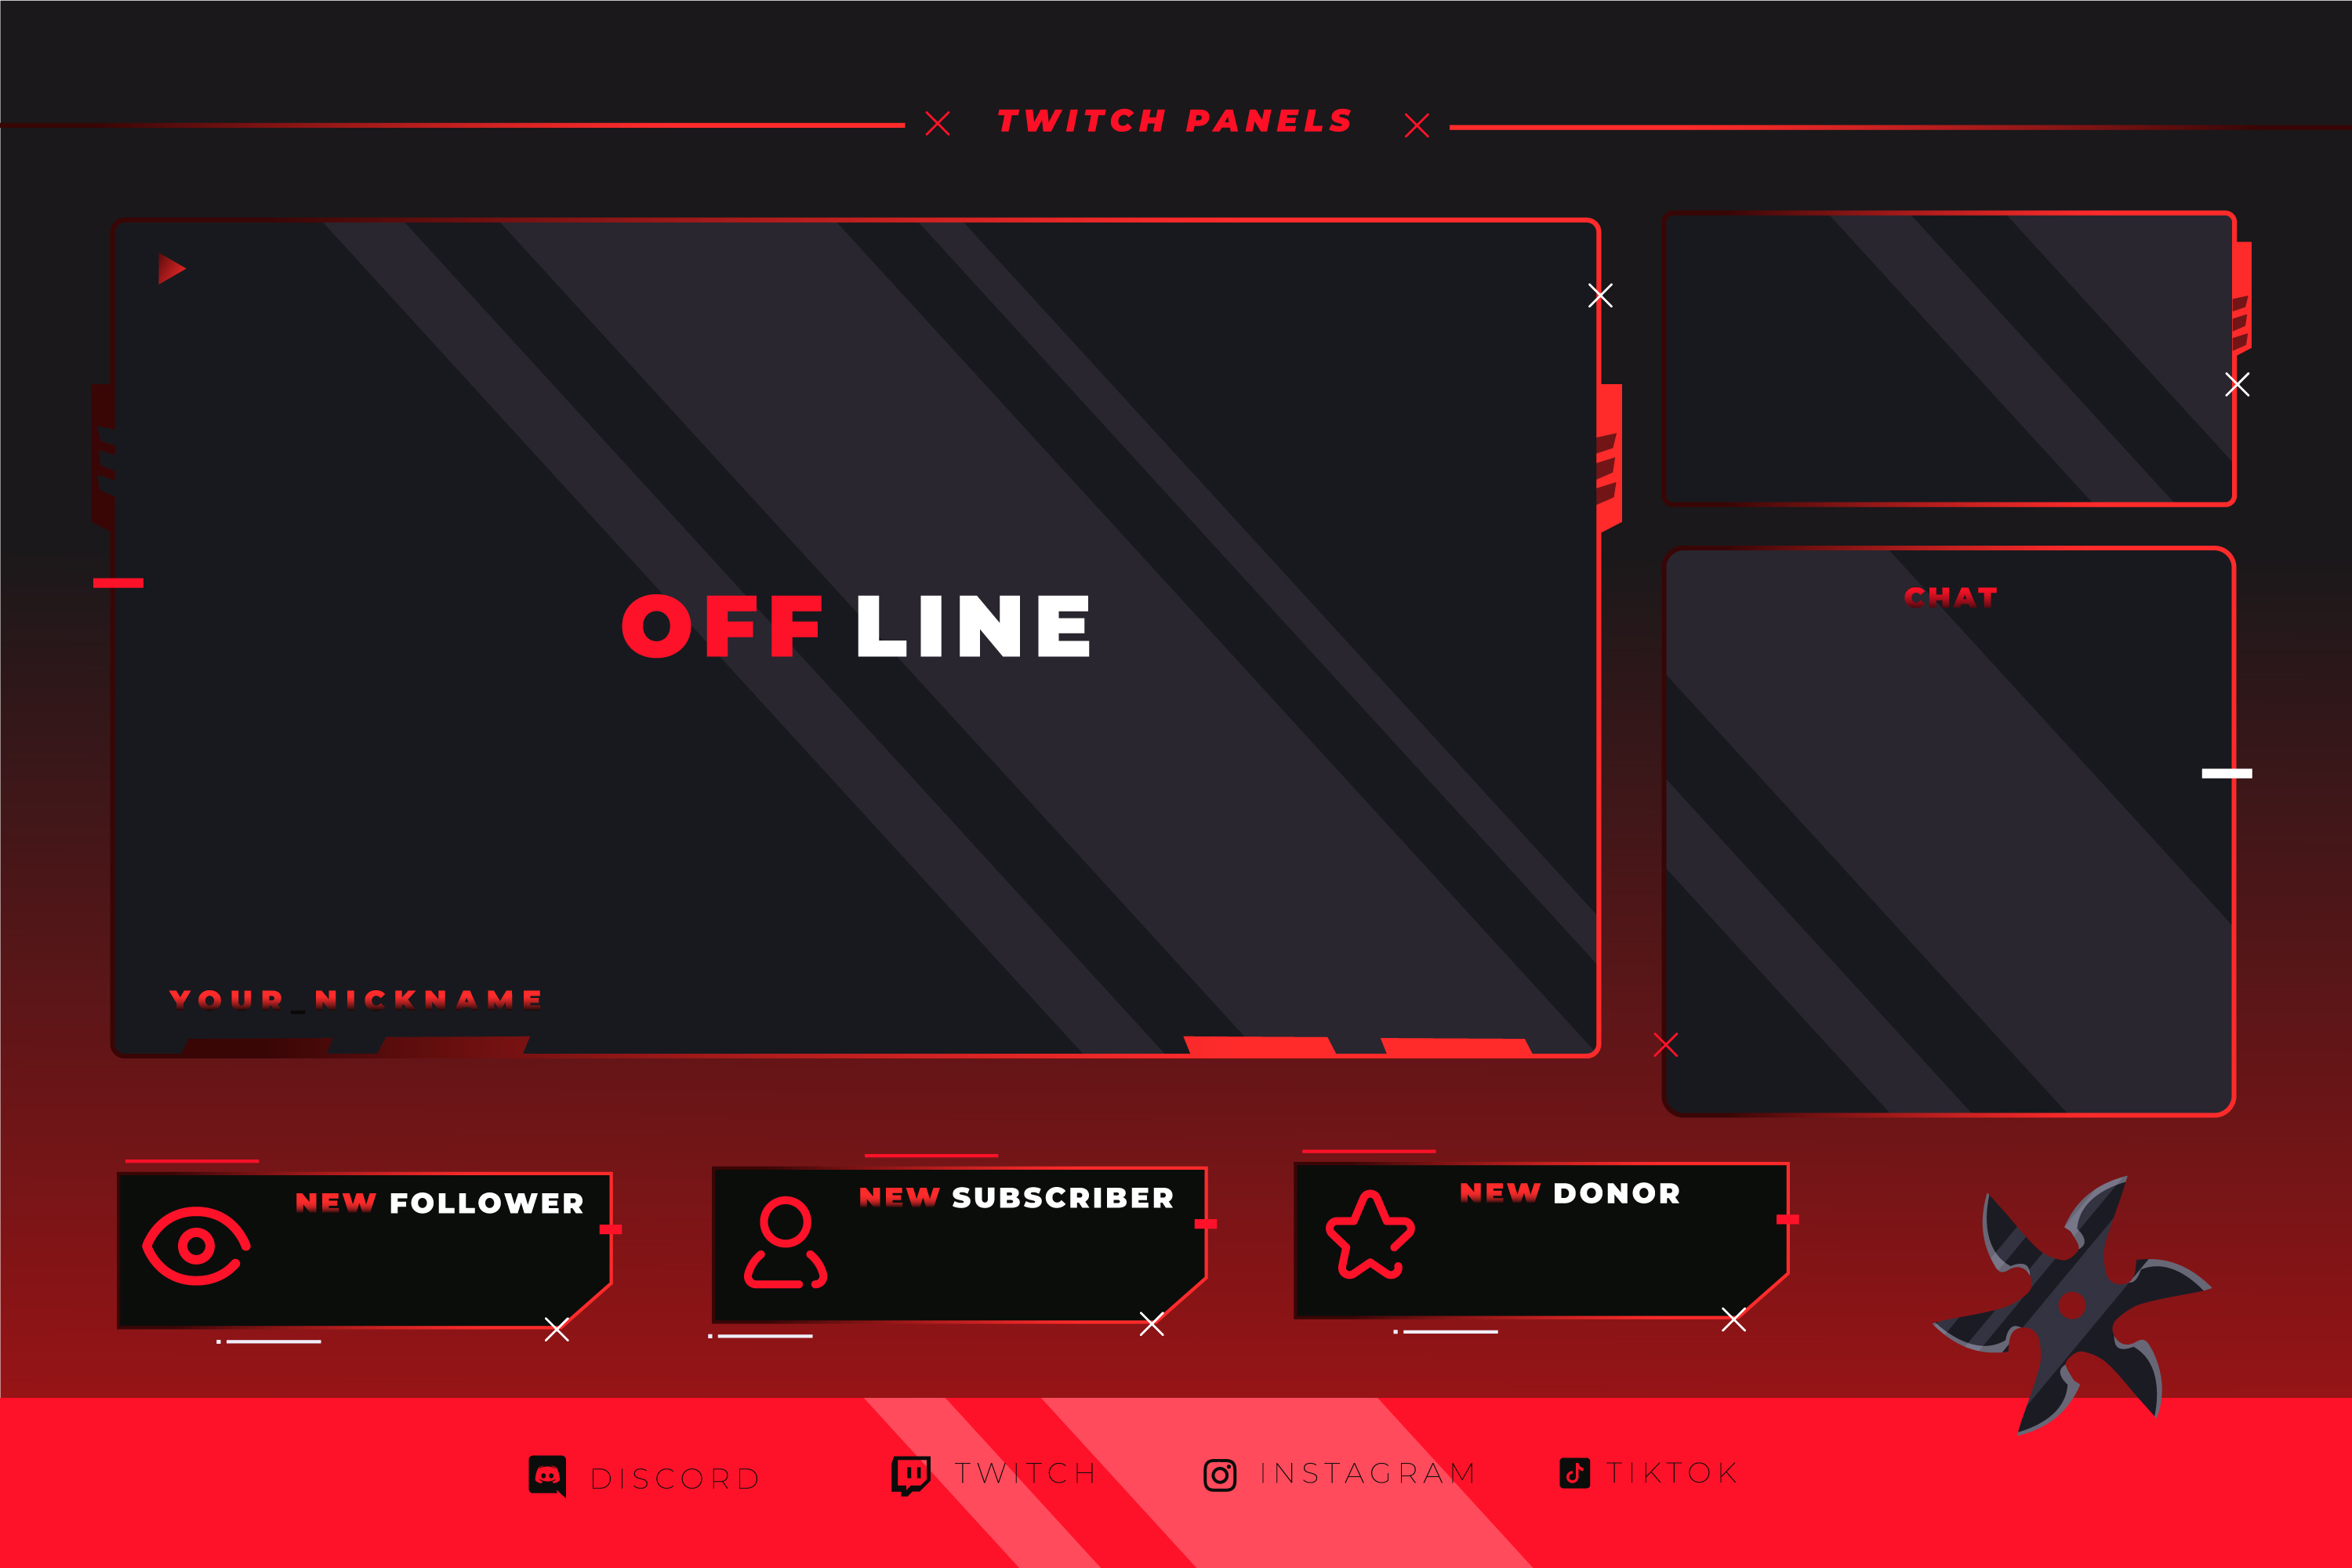 TWITCH PANELS
OFF LINE
CHAT
YOUR_NICKNAME
NEW FOLLOWER
NEW SUBSCRIBER
NEW DONOR
DISCORD
TWITCH
INSTAGRAM
TIKTOK